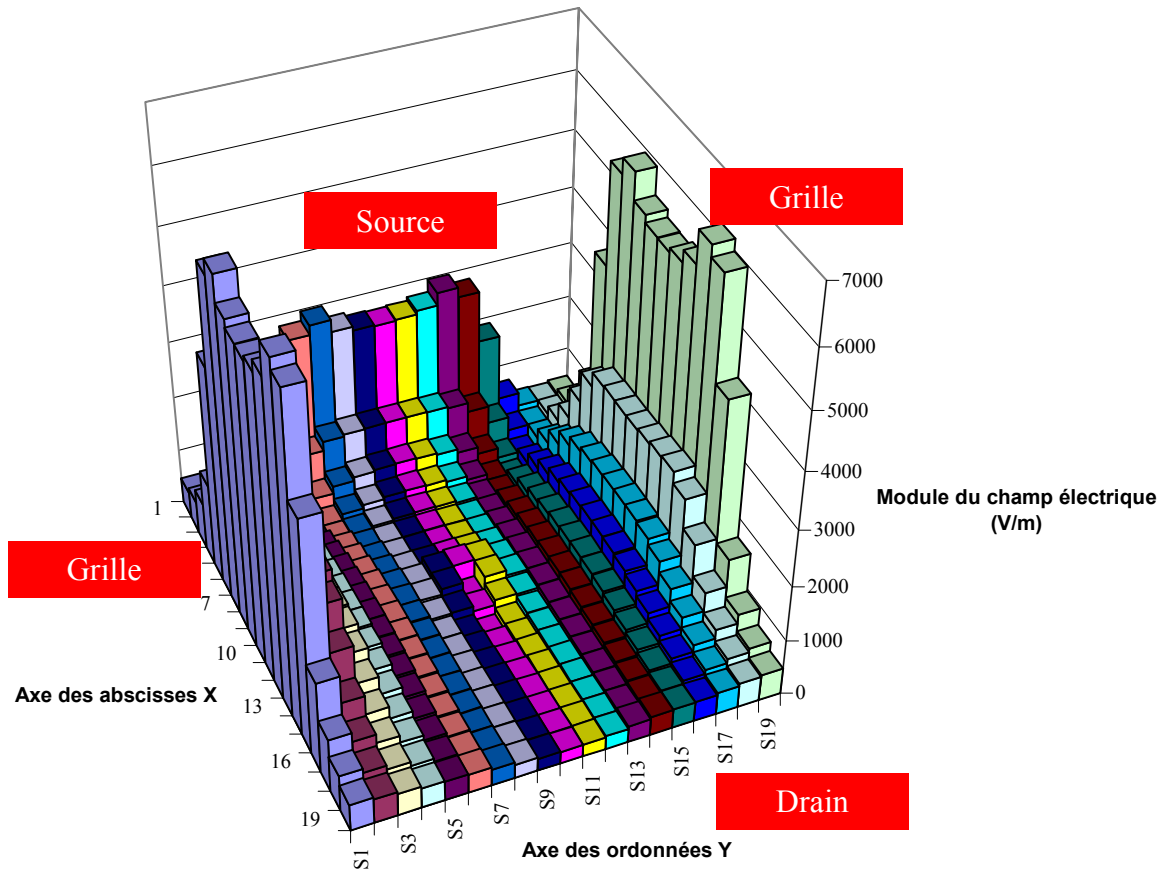 Source
Grille
7000
6000
5000
4000
3000
2000
1000
0
Module du champ électrique
(V/m)
Grille
1
7
10
13
16
19
Axe des abscisses X
S1
S3
S5
S7
S9
S11
S13
S15
S17
S19
Drain
Axe des ordonnées Y